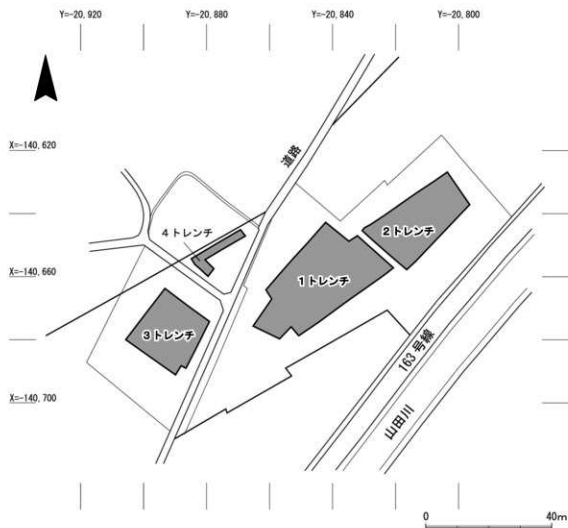 Y=-20,920
Y=-20,880
Y=-20,840
Y=-20,800
X=-140,620
道路
2トレンチ
4トレンチ
X=-140,660
1トレンチ
3トレンチ
163号線
X=-140,700
山田川
0
40m